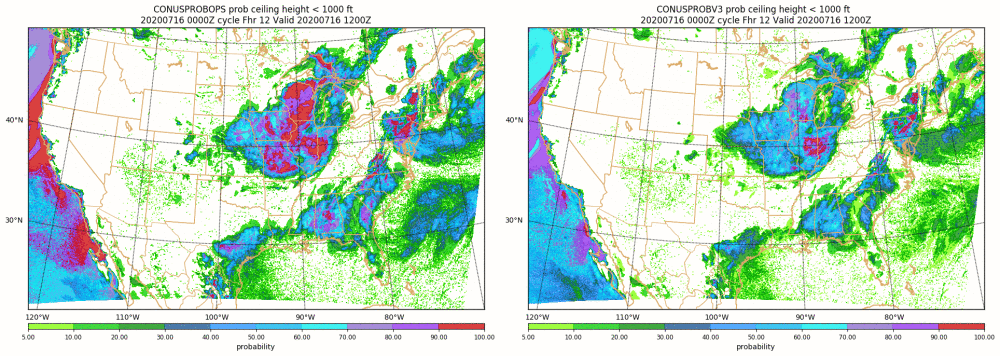 CONUSPROBOPS prob ceiling height < 1000 ft
20200716 0000Z cycle Fhr 12 Valid 20200716 1200Z
40°N
30°N
120°W 110°W 100°W 90°W 80°W
5.00 10.00 20.00 30.00 40.00 50.00 60.00 70.00 80.00 90.00 100.00
probability
CONUSPROBV3 prob ceiling height < 1000 ft
20200716 0000Z cycle Fhr 12 Valid 20200716 1200Z
40°N
30°N
120°W 110°W 100°W 90°W 80°W
5.00 10.00 20.00 30.00 40.00 50.00 60.00 70.00 80.00 90.00 100.00
probability